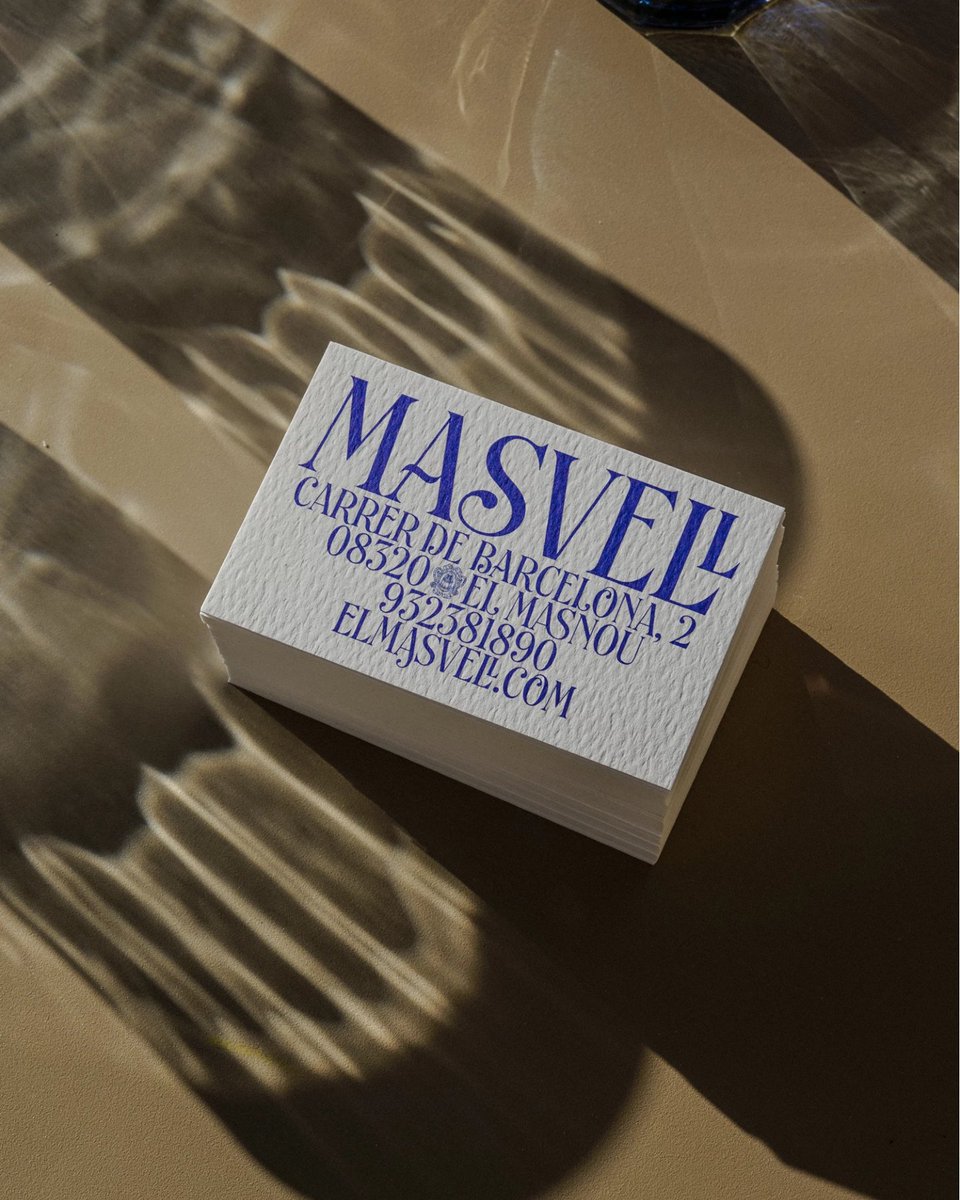 MASVELL
CARRER DE BARCELONA, 2
08320 EL MASNOU
932381890
ELMASVELL.COM